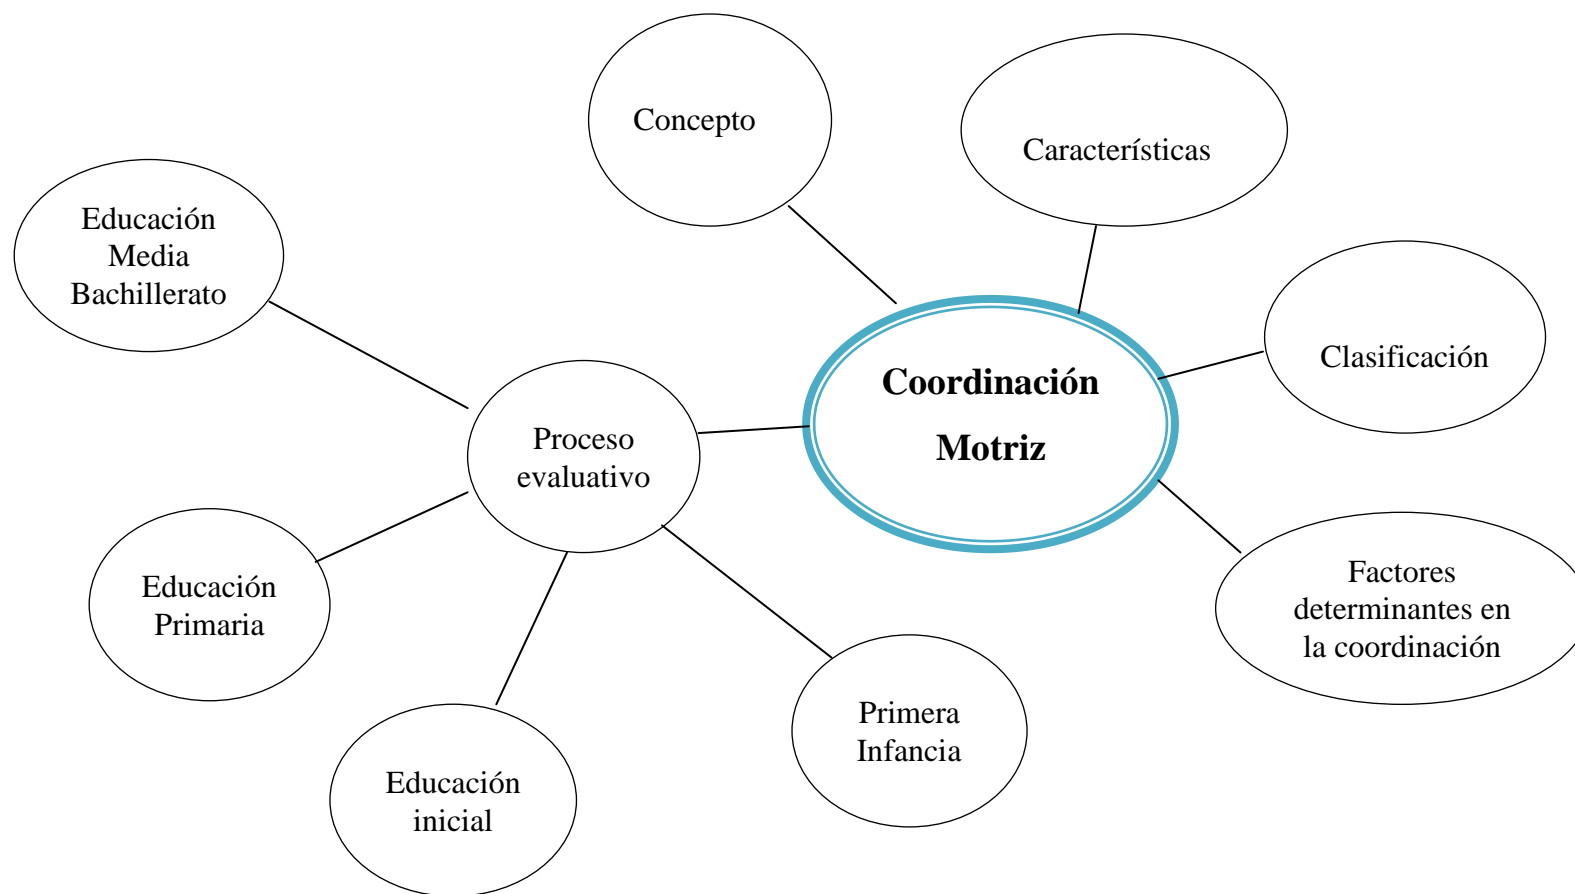 Concepto
Características
Educación
Media
Bachillerato
Clasificación
Coordinación
Motriz
Proceso
evaluativo
Factores
determinantes en
la coordinación
Educación
Primaria
Primera
Infancia
Educación
inicial